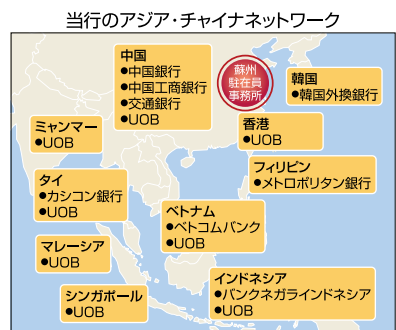 当行のアジア・チャイナネットワーク
中国
●中国銀行
●中国工商銀行
●交通銀行
●UOB
蘇州
駐在員
事務所
韓国
●韓国外換銀行
ミャンマー
●UOB
香港
●UOB
タイ
●カシコン銀行
●UOB
フィリピン
●メトロポリタン銀行
ベトナム
●ベトコムバンク
●UOB
マレーシア
●UOB
シンガポール
●UOB
インドネシア
●バンクネガラインドネシア
●UOB